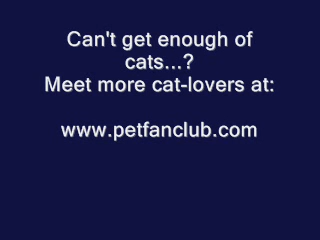 Can't get enough of
cats...?
Meet more cat-lovers at:
www.petfanclub.com